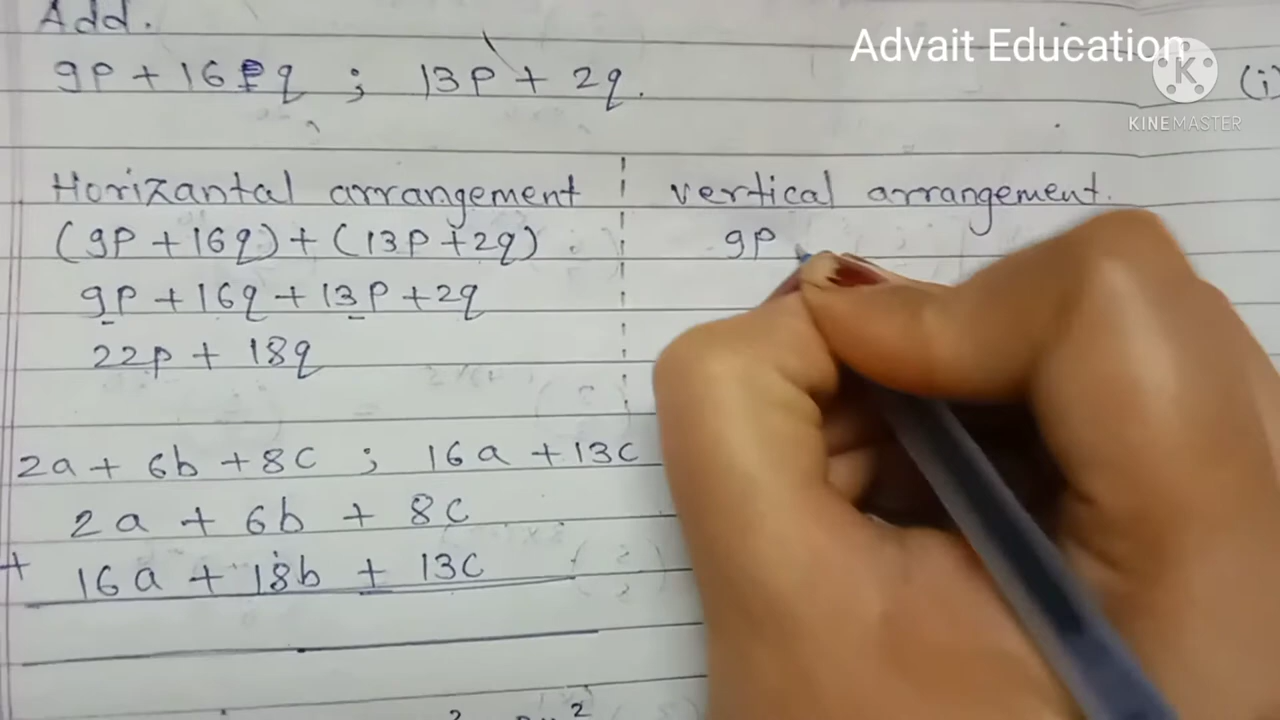 Add.
Advait Education
9p + 16q ; 13p + 2q.
(i)
KINEMASTER
Horizantal arrangement
(9p + 16q) + (13p + 2q)
9p + 16q + 13p + 2q
22p + 18q
vertical arrangement.
9p
2a + 6b + 8c ; 16a + 13c
2a + 6b + 8c
+ 16a + 18b + 13c